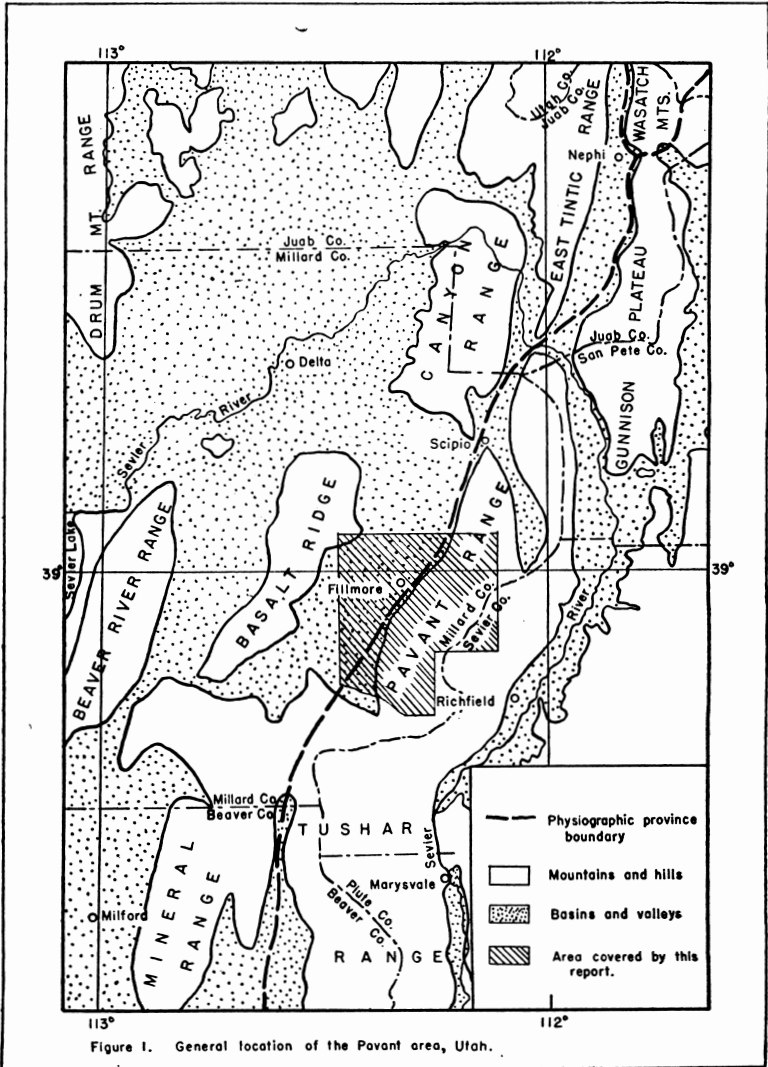 113°
112°
Utah Co.
Juab Co.
WASATCH
MTS.
DRUM MT. RANGE
Nephi
EAST TINTIC RANGE
Juab Co.
Millard Co.
CANYON
RANGE
PLATEAU
GUNNISON
Juab Co.
San Pete Co.
Delta
Sevier River
Scipio
Sevier Lake
39°
39°
BEAVER RIVER RANGE
BASALT RIDGE
Fillmore
PAVANT RANGE
Millard Co.
Sevier Co.
River
Richfield
Millard Co.
Beaver Co.
TUSHAR
RANGE
Sevier
Marysvale
Piute Co.
Beaver Co.
Milford
MINERAL
RANGE
Physiographic province
boundary
Mountains and hills
Basins and valleys
Area covered by this
report.
113°
112°
Figure 1. General location of the Pavant area, Utah.